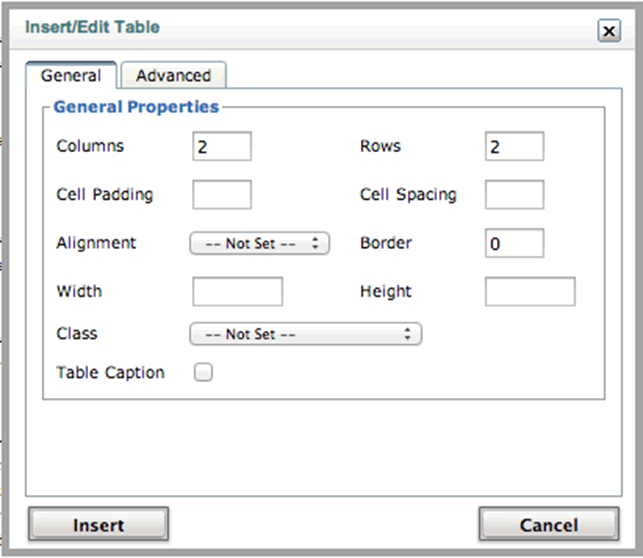 Insert/Edit Table
General Advanced
General Properties
Columns 2 Rows 2
Cell Padding Cell Spacing
Alignment -- Not Set -- Border 0
Width Height
Class -- Not Set --
Table Caption
Insert Cancel